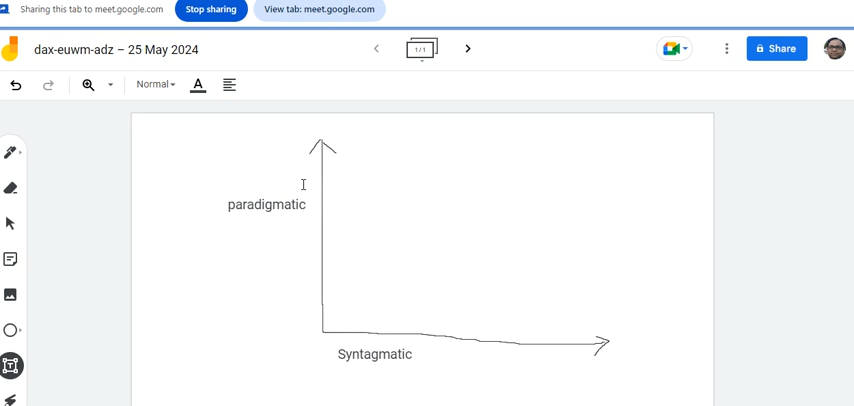 Sharing this tab to meet.google.com
Stop sharing
View tab: meet.google.com
dax-euwm-adz – 25 May 2024
1/1
Share
Normal
A
paradigmatic
Syntagmatic